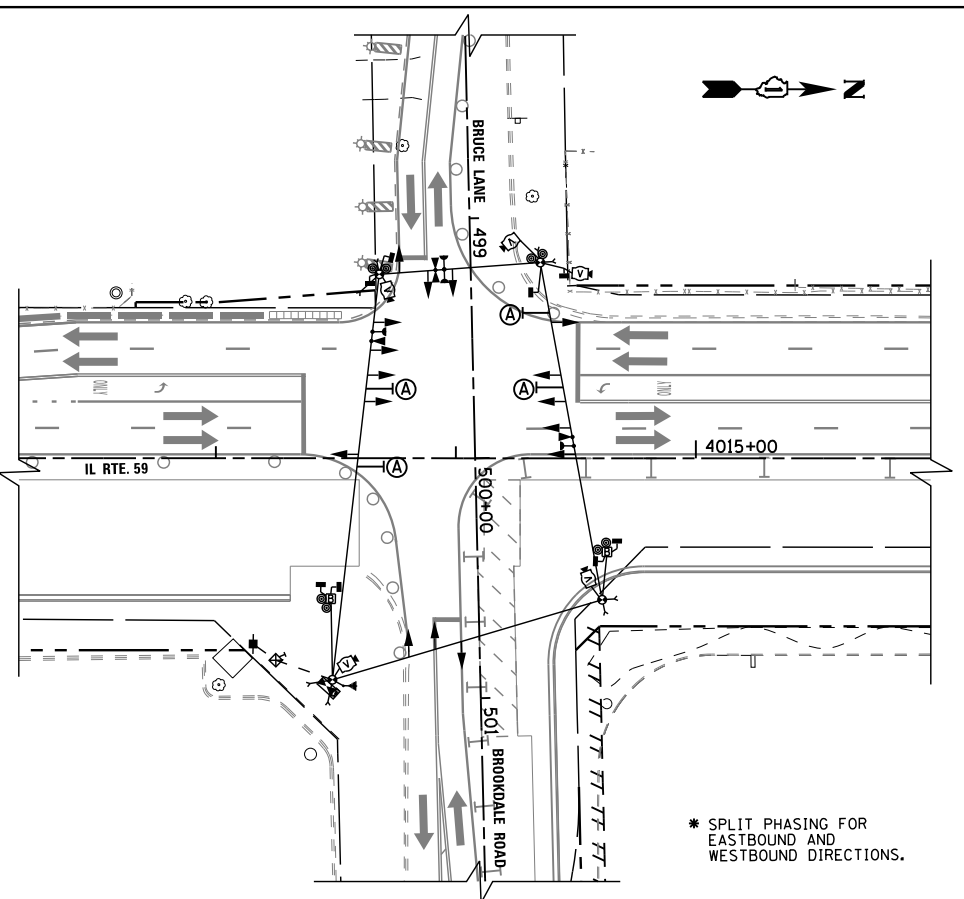 N
BRUCE LANE
499
V
V
V
A
A
A
ONLY
ONLY
A
4015+00
IL RTE. 59
500+00
V
V
501
BROOKDALE ROAD
* SPLIT PHASING FOR
EASTBOUND AND
WESTBOUND DIRECTIONS.